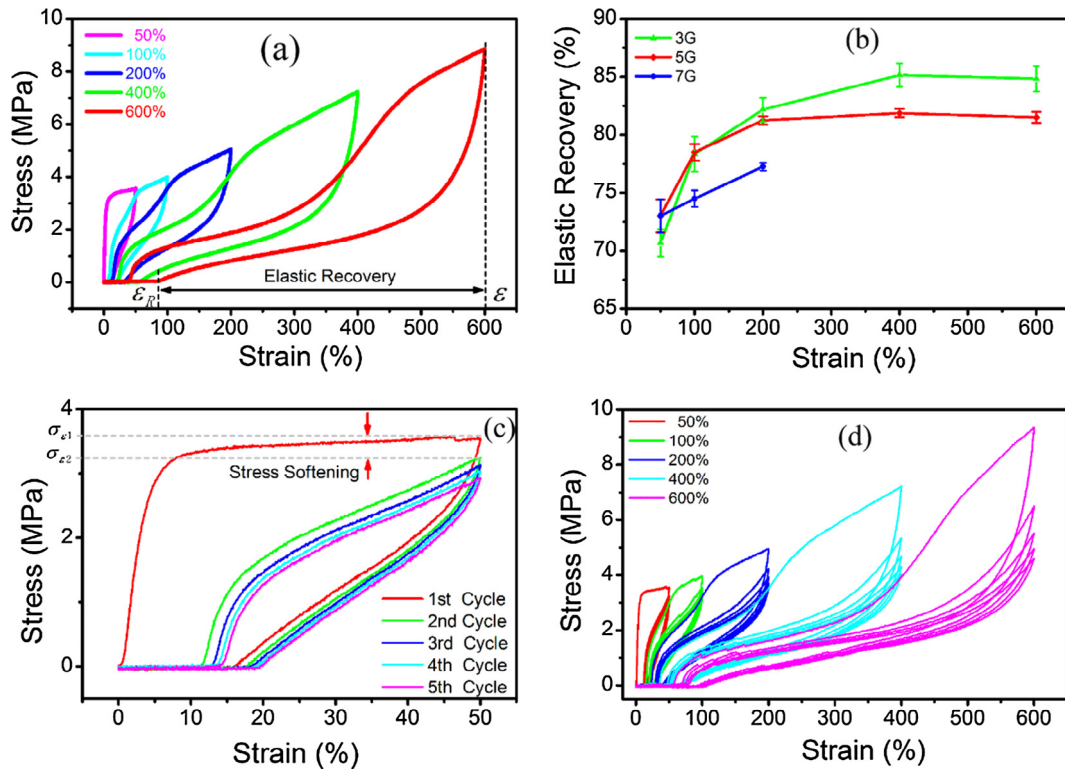 (a)
50%
100%
200%
400%
600%
Stress (MPa)
10
8
6
4
2
0
Elastic Recovery
ε_R
ε
0 100 200 300 400 500 600
Strain (%)
(b)
3G
5G
7G
Elastic Recovery (%)
90
85
80
75
70
65
0 100 200 300 400 500 600
Strain (%)
(c)
σ_e1
σ_e2
Stress Softening
1st Cycle
2nd Cycle
3rd Cycle
4th Cycle
5th Cycle
Stress (MPa)
4
2
0
0 10 20 30 40 50
Strain (%)
(d)
50%
100%
200%
400%
600%
Stress (MPa)
10
8
6
4
2
0
0 100 200 300 400 500 600
Strain (%)